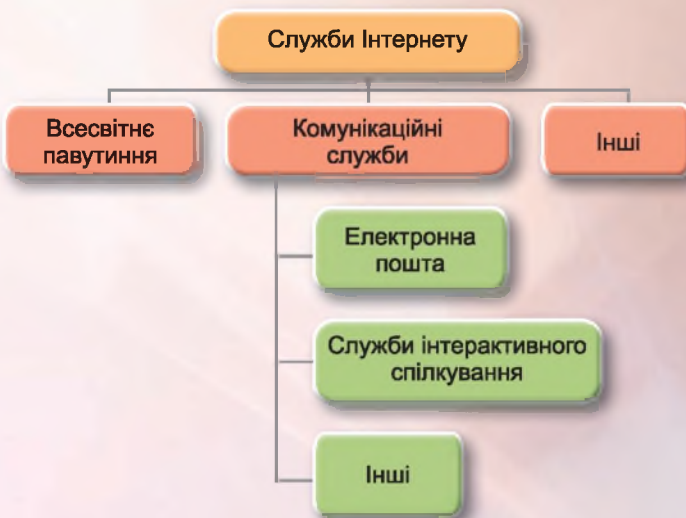 Служби Інтернету
Всесвітнє
павутиння
Комунікаційні
служби
Інші
Електронна
пошта
Служби інтерактивного
спілкування
Інші